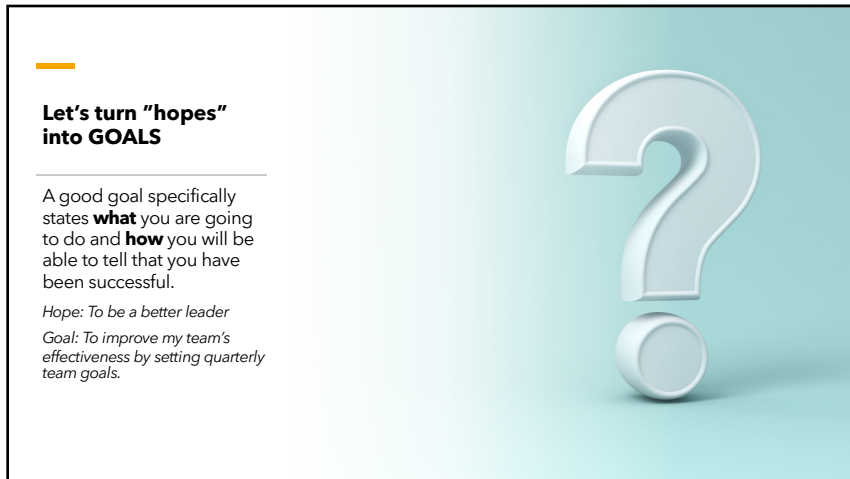 Let’s turn ”hopes”
into GOALS
A good goal specifically
states what you are going
to do and how you will be
able to tell that you have
been successful.
Hope: To be a better leader
Goal: To improve my team’s
effectiveness by setting quarterly
team goals.